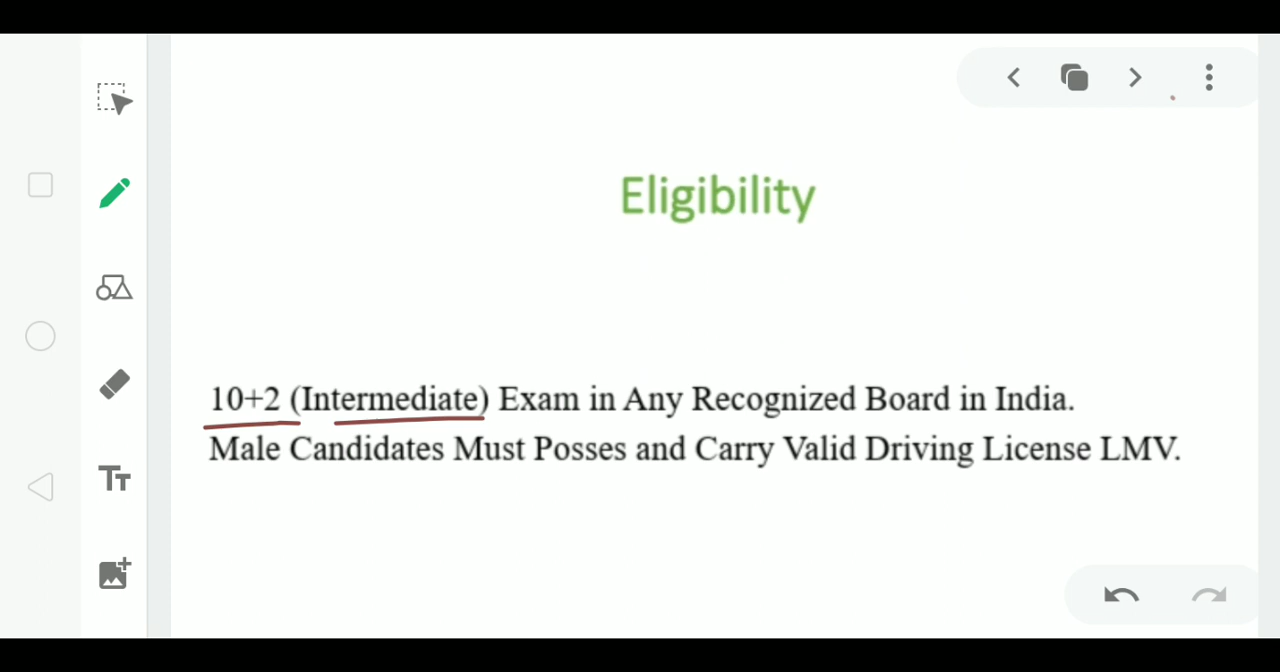 Eligibility
10+2 (Intermediate) Exam in Any Recognized Board in India.
Male Candidates Must Posses and Carry Valid Driving License LMV.